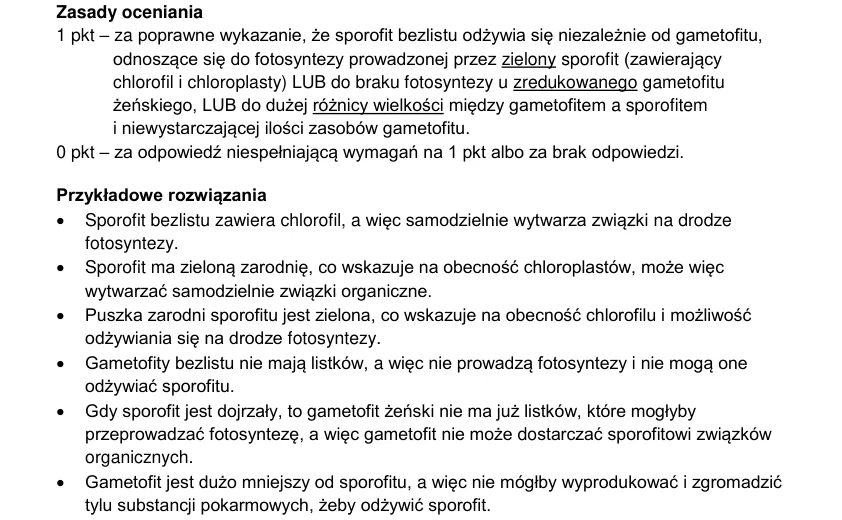 Zasady oceniania
1 pkt – za poprawne wykazanie, że sporofit bezlistu odżywia się niezależnie od gametofitu,
odnoszące się do fotosyntezy prowadzonej przez zielony sporofit (zawierający
chlorofil i chloroplasty) LUB do braku fotosyntezy u zredukowanego gametofitu
żeńskiego, LUB do dużej różnicy wielkości między gametofitem a sporofitem
i niewystarczającej ilości zasobów gametofitu.
0 pkt – za odpowiedź niespełniającą wymagań na 1 pkt albo za brak odpowiedzi.
Przykładowe rozwiązania
• Sporofit bezlistu zawiera chlorofil, a więc samodzielnie wytwarza związki na drodze
fotosyntezy.
• Sporofit ma zieloną zarodnię, co wskazuje na obecność chloroplastów, może więc
wytwarzać samodzielnie związki organiczne.
• Puszka zarodni sporofitu jest zielona, co wskazuje na obecność chlorofilu i możliwość
odżywiania się na drodze fotosyntezy.
• Gametofity bezlistu nie mają listków, a więc nie prowadzą fotosyntezy i nie mogą one
odżywiać sporofitu.
• Gdy sporofit jest dojrzały, to gametofit żeński nie ma już listków, które mogłyby
przeprowadzać fotosyntezę, a więc gametofit nie może dostarczać sporofitowi związków
organicznych.
• Gametofit jest dużo mniejszy od sporofitu, a więc nie mógłby wyprodukować i zgromadzić
tylu substancji pokarmowych, żeby odżywić sporofit.